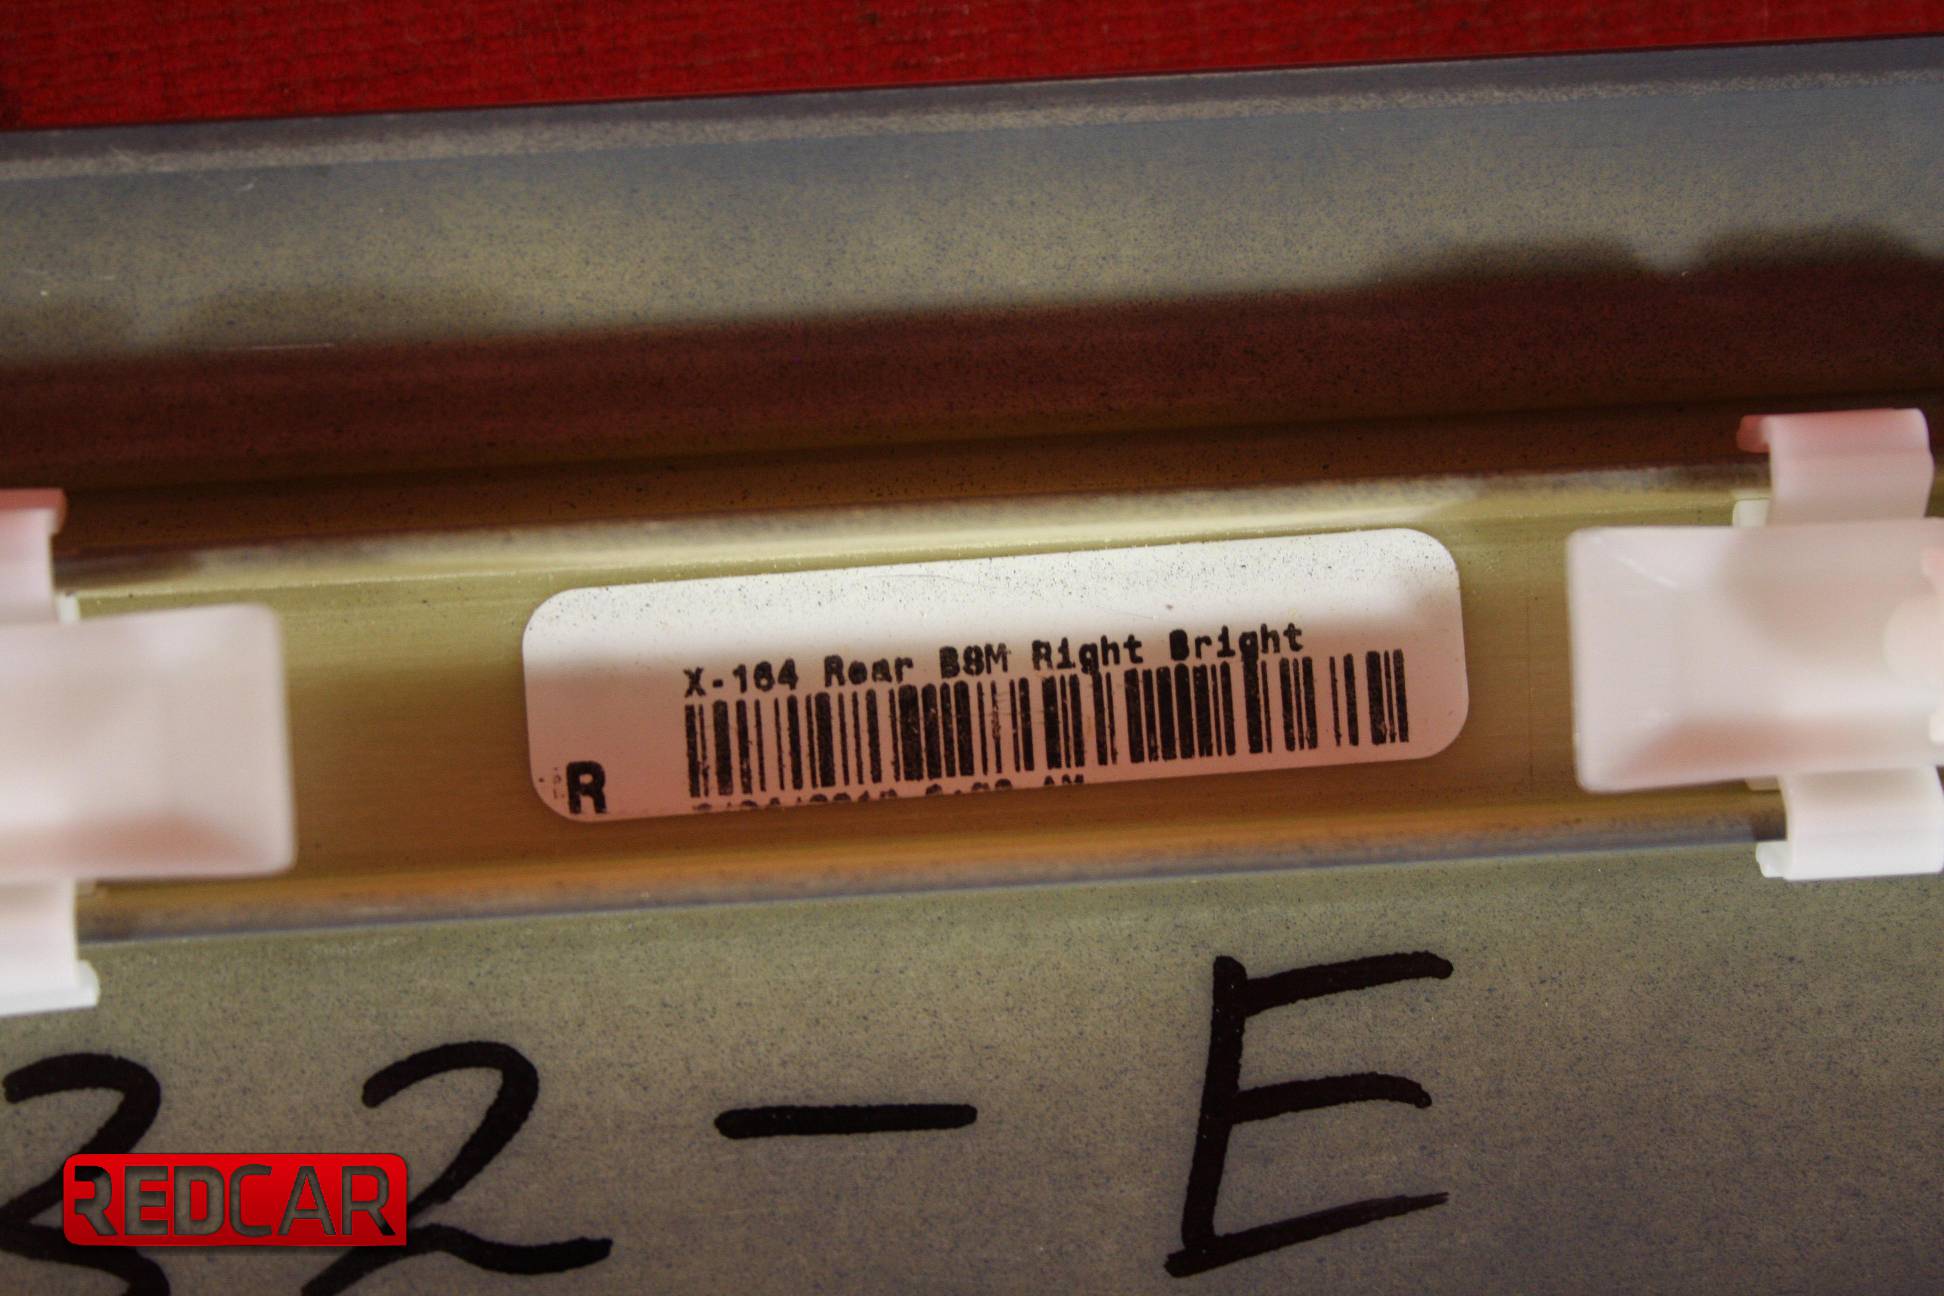 X-164 Rear BSM Right Bright
R
32-E
REDCAR